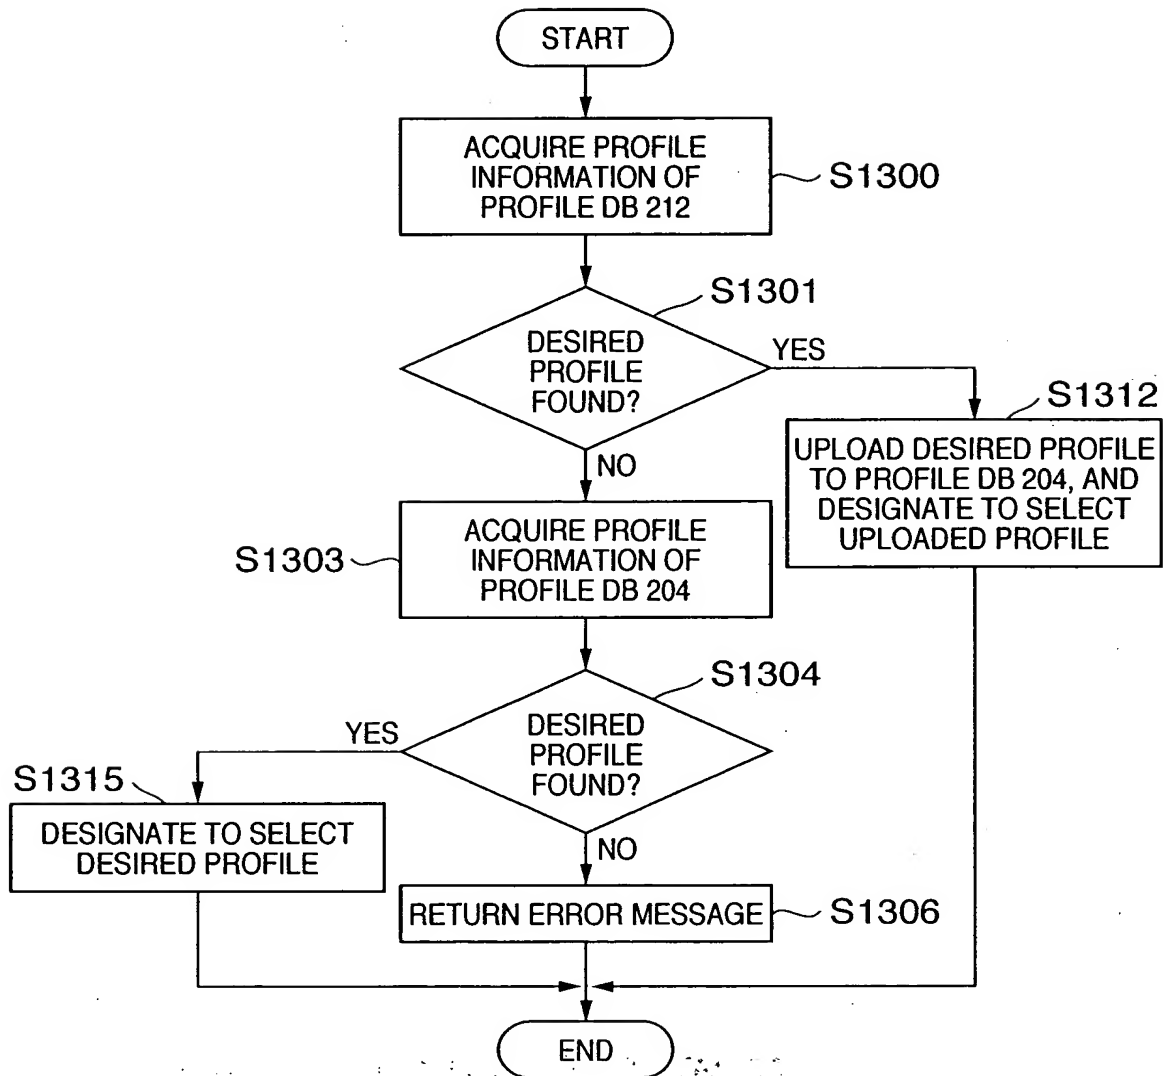 START
ACQUIRE PROFILE
INFORMATION OF
PROFILE DB 212
S1300
S1301
DESIRED
PROFILE
FOUND?
YES
S1312
UPLOAD DESIRED PROFILE
TO PROFILE DB 204, AND
DESIGNATE TO SELECT
UPLOADED PROFILE
NO
S1303
ACQUIRE PROFILE
INFORMATION OF
PROFILE DB 204
S1304
DESIRED
PROFILE
FOUND?
YES
S1315
DESIGNATE TO SELECT
DESIRED PROFILE
NO
RETURN ERROR MESSAGE
S1306
END